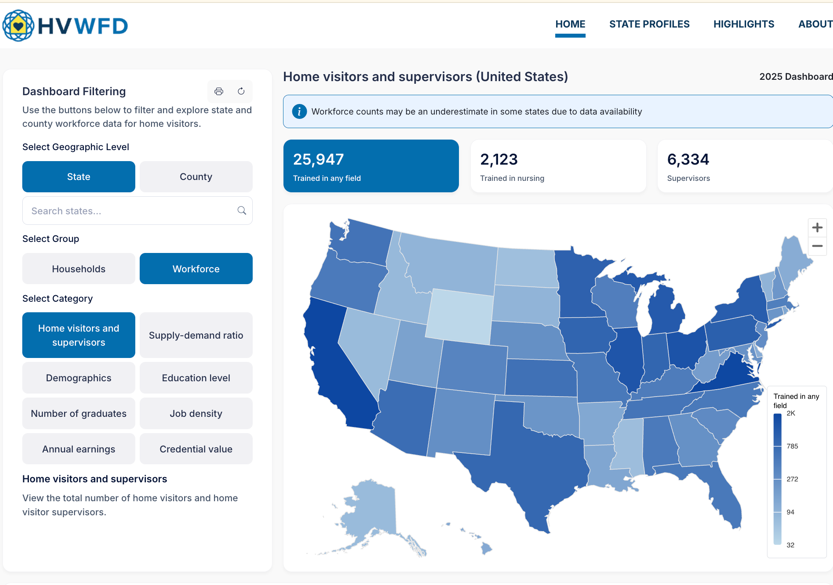 HVWFD
HOME
STATE PROFILES
HIGHLIGHTS
ABOUT
Dashboard Filtering
Use the buttons below to filter and explore state and
county workforce data for home visitors.
Select Geographic Level
State
County
Search states...
Select Group
Households
Workforce
Select Category
Home visitors and
supervisors
Supply-demand ratio
Demographics
Education level
Number of graduates
Job density
Annual earnings
Credential value
Home visitors and supervisors
View the total number of home visitors and home
visitor supervisors.
Home visitors and supervisors (United States)
2025 Dashboard
i
Workforce counts may be an underestimate in some states due to data availability
25,947
Trained in any field
2,123
Trained in nursing
6,334
Supervisors
+
−
Trained in any
field
2K
785
272
94
32